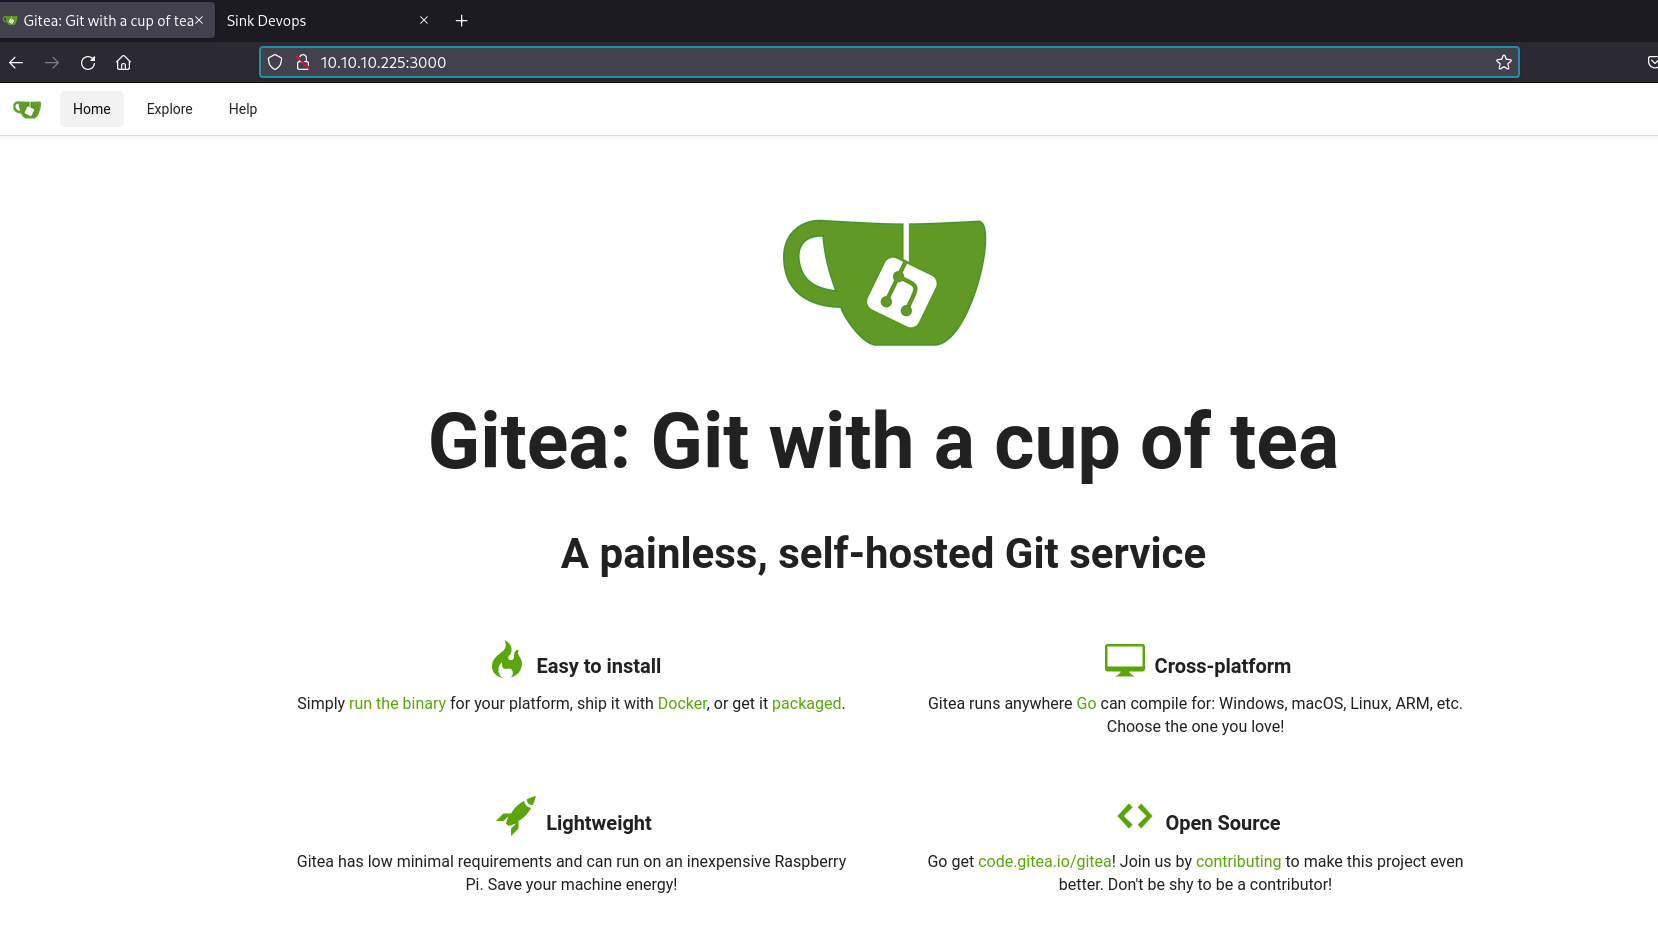 Gitea: Git with a cup of tea
Sink Devops
10.10.10.225:3000
Home Explore Help
Gitea: Git with a cup of tea
A painless, self-hosted Git service
Easy to install
Simply run the binary for your platform, ship it with Docker, or get it packaged.
Cross-platform
Gitea runs anywhere Go can compile for: Windows, macOS, Linux, ARM, etc.
Choose the one you love!
Lightweight
Gitea has low minimal requirements and can run on an inexpensive Raspberry
Pi. Save your machine energy!
Open Source
Go get code.gitea.io/gitea! Join us by contributing to make this project even
better. Don't be shy to be a contributor!